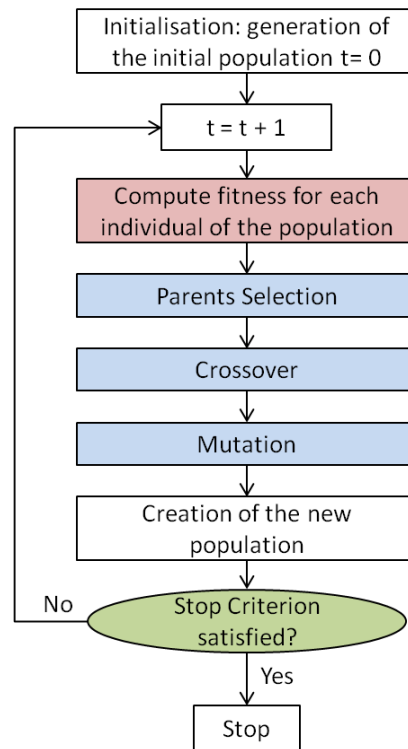 Initialisation: generation of
the initial population t= 0
t = t + 1
Compute fitness for each
individual of the population
Parents Selection
Crossover
Mutation
Creation of the new
population
No
Stop Criterion
satisfied?
Yes
Stop